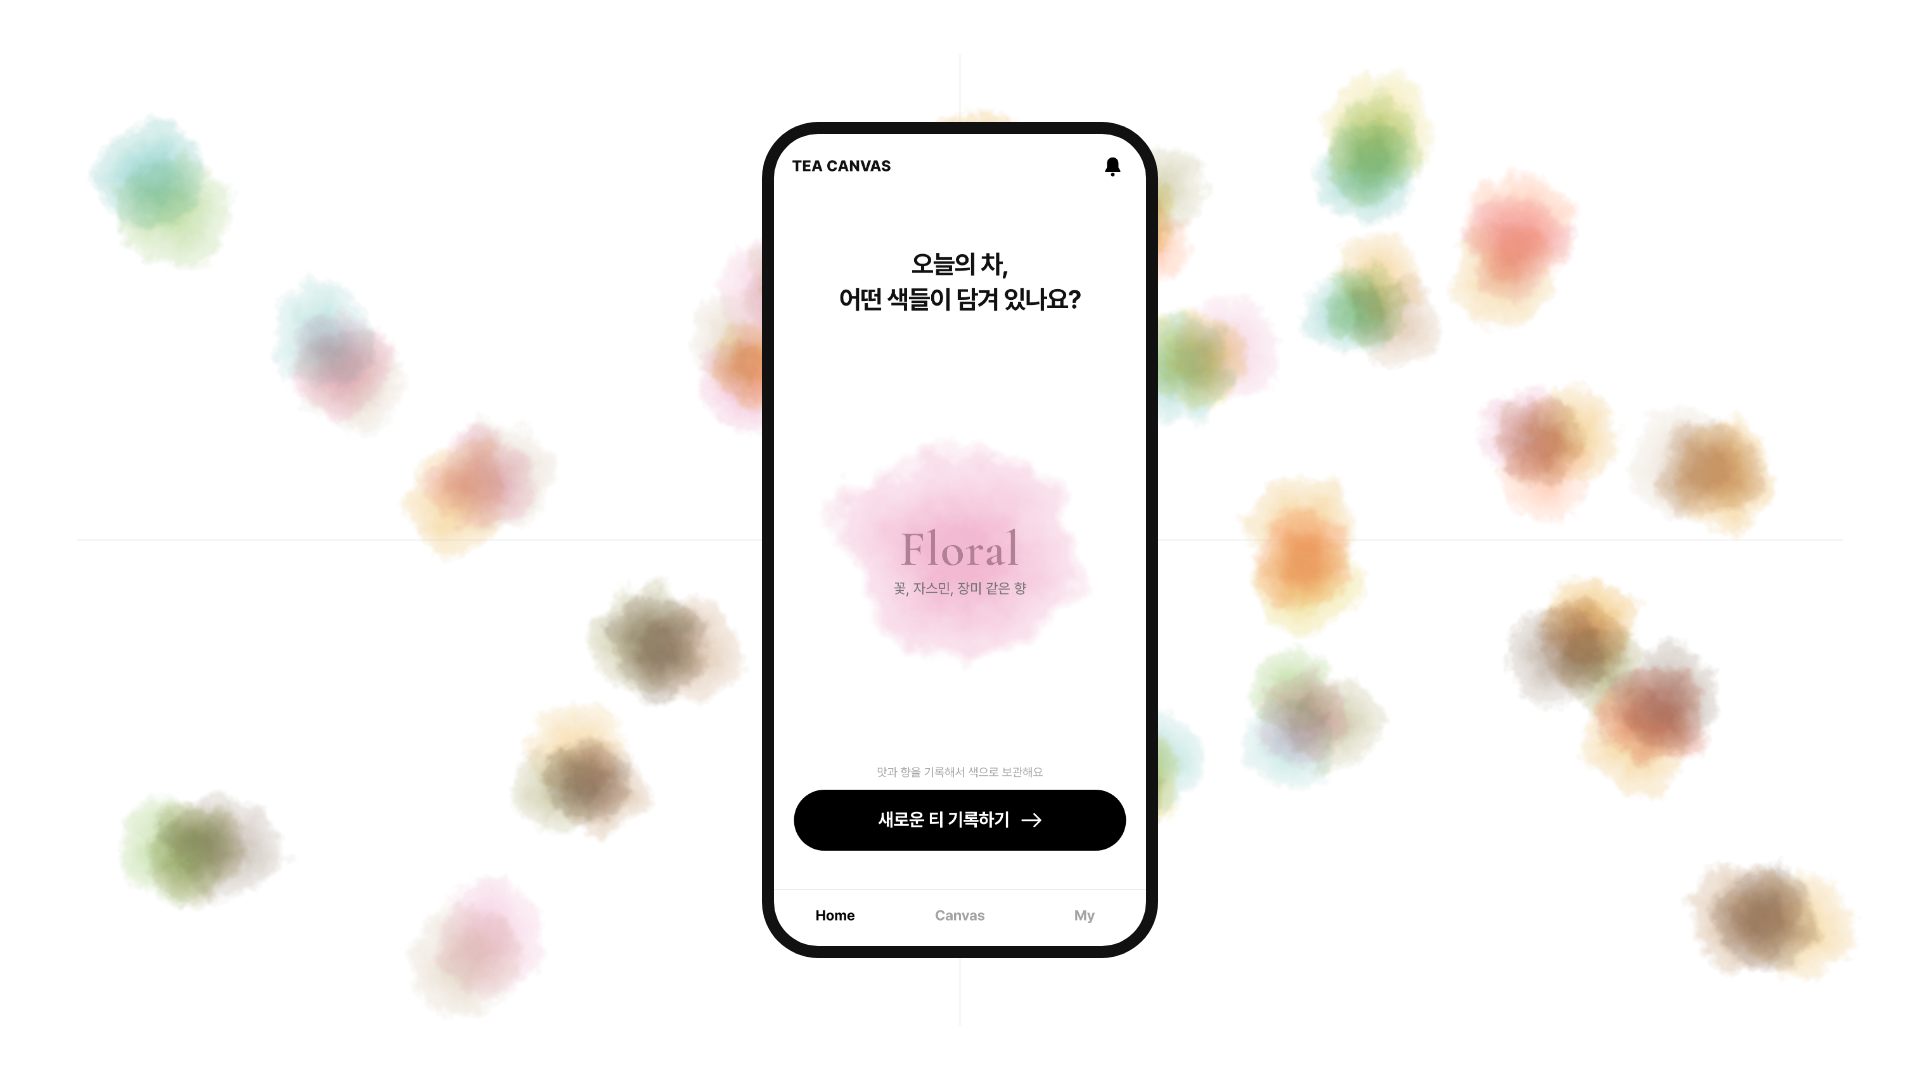 TEA CANVAS
오늘의 차,
어떤 색들이 담겨 있나요?
Floral
꽃, 자스민, 장미 같은 향
맛과 향을 기록해서 색으로 보관해요
새로운 티 기록하기 →
Home
Canvas
My